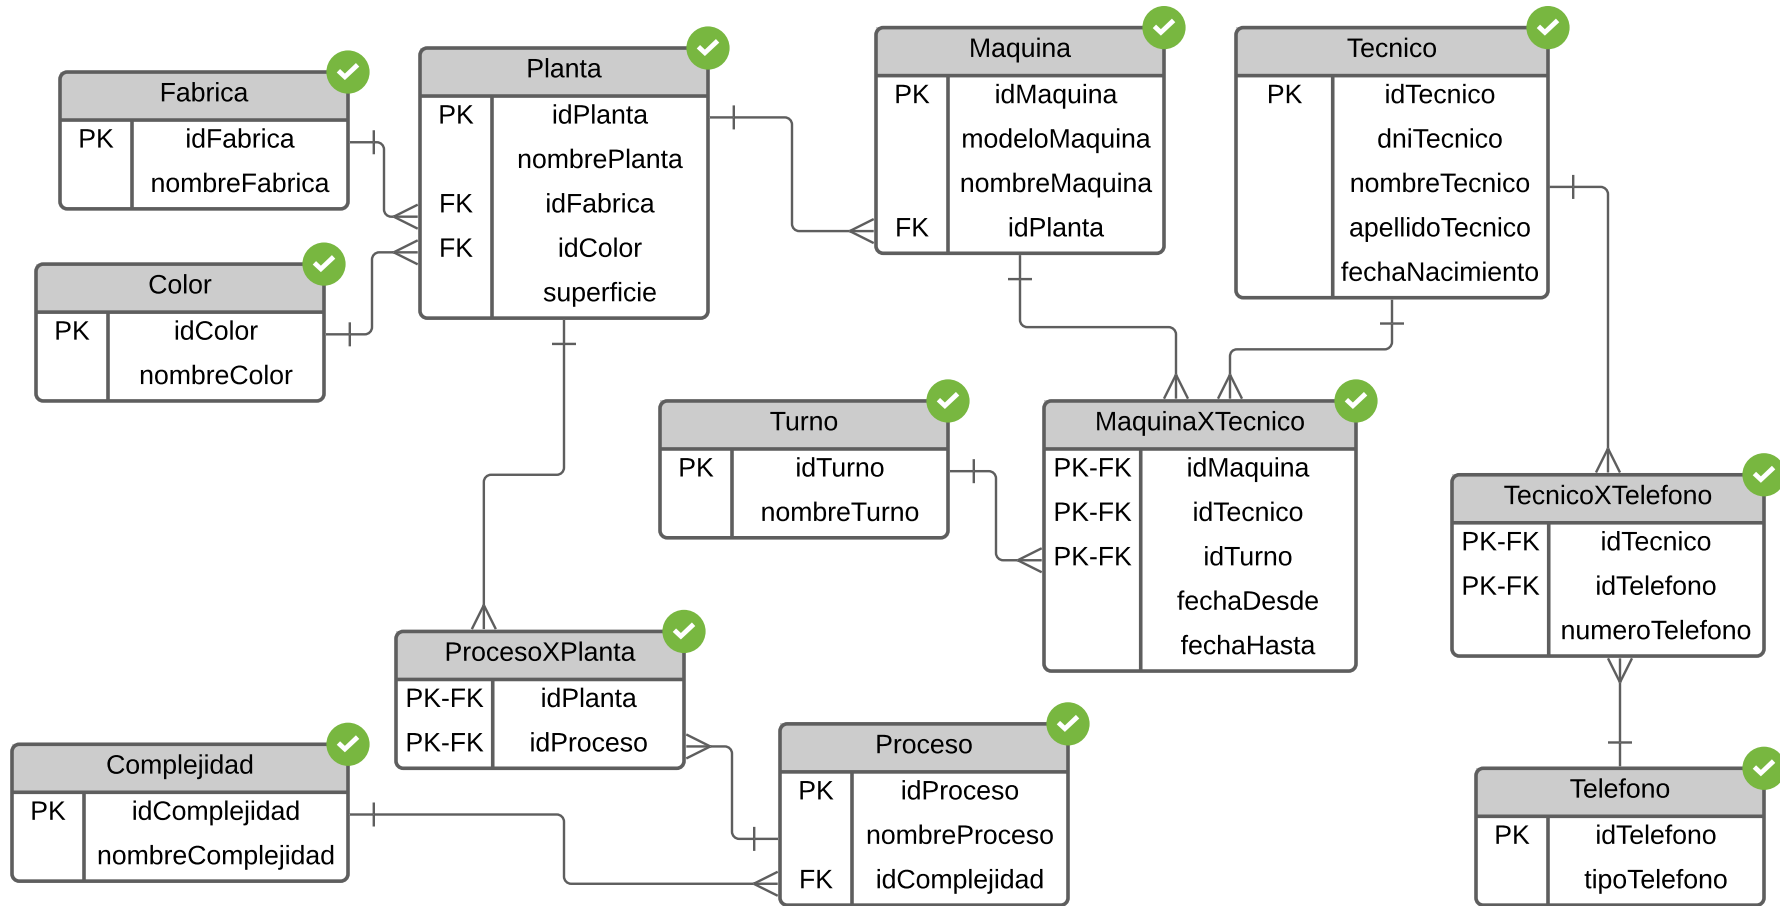 Fabrica
PK idFabrica
nombreFabrica
Color
PK idColor
nombreColor
Planta
PK idPlanta
nombrePlanta
FK idFabrica
FK idColor
superficie
Maquina
PK idMaquina
modeloMaquina
nombreMaquina
FK idPlanta
Tecnico
PK idTecnico
dniTecnico
nombreTecnico
apellidoTecnico
fechaNacimiento
Turno
PK idTurno
nombreTurno
MaquinaXTecnico
PK-FK idMaquina
PK-FK idTecnico
PK-FK idTurno
fechaDesde
fechaHasta
TecnicoXTelefono
PK-FK idTecnico
PK-FK idTelefono
numeroTelefono
ProcesoXPlanta
PK-FK idPlanta
PK-FK idProceso
Complejidad
PK idComplejidad
nombreComplejidad
Proceso
PK idProceso
nombreProceso
FK idComplejidad
Telefono
PK idTelefono
tipoTelefono